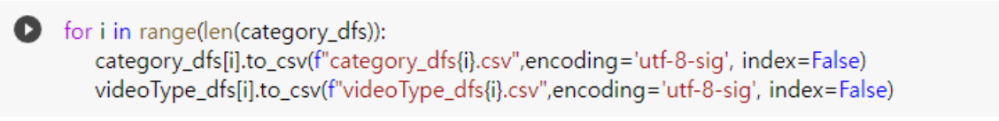 for i in range(len(category_dfs)):
    category_dfs[i].to_csv(f"category_dfs{i}.csv",encoding='utf-8-sig', index=False)
    videoType_dfs[i].to_csv(f"videoType_dfs{i}.csv",encoding='utf-8-sig', index=False)